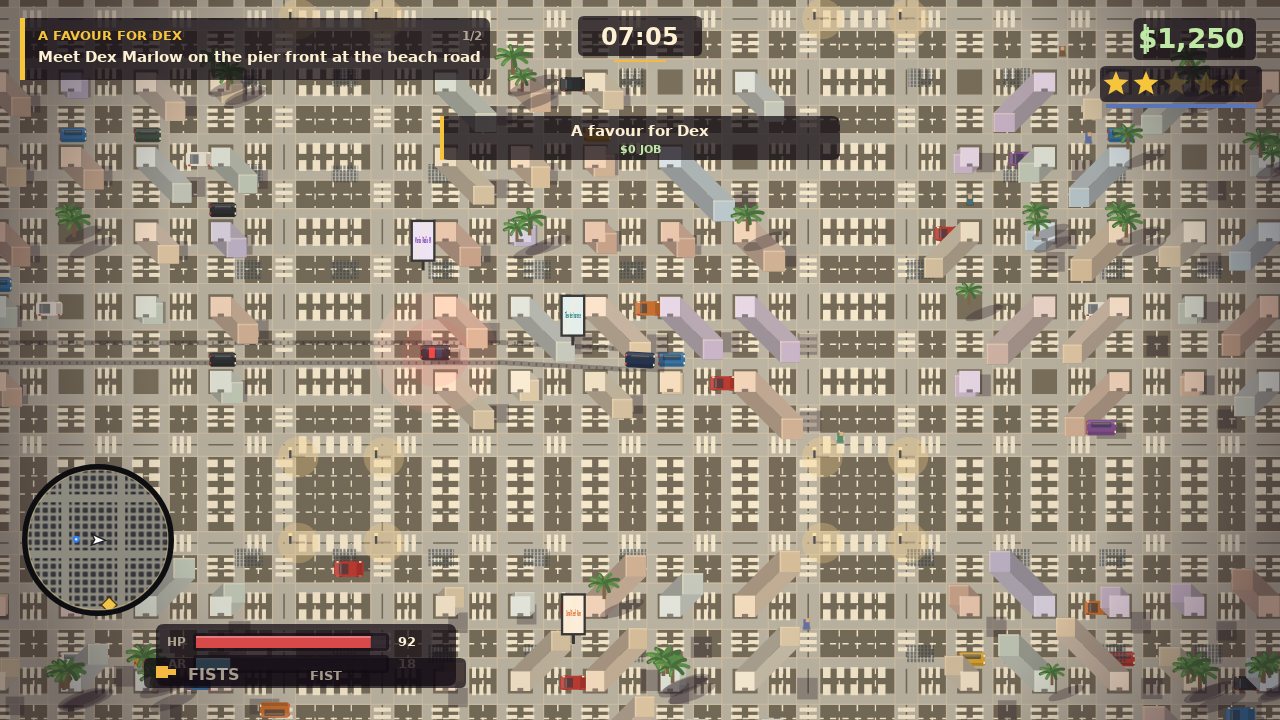 A FAVOUR FOR DEX
1/2
Meet Dex Marlow on the pier front at the beach road
07:05
$1,250
A favour for Dex
$0 JOB
HP
92
AR
18
FISTS
FIST